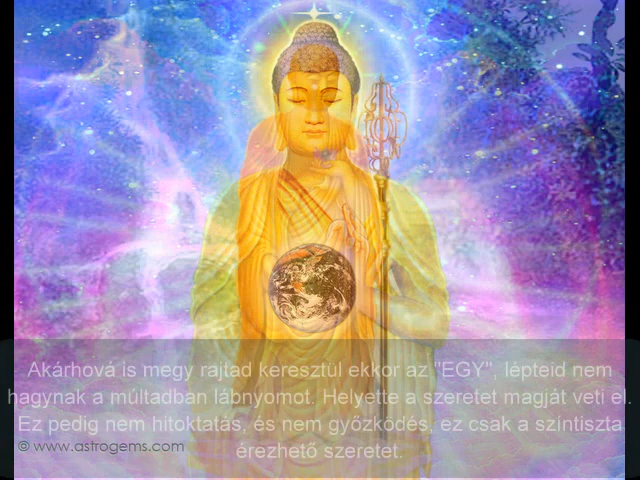 Akárhová is megy rajtad keresztül ekkor az "EGY", lépteid nem
hagynak a múltadban lábnyomot. Helyette a szeretet magját veti el.
Ez pedig nem hitoktatás, és nem győzködés, ez csak a színtiszta
érezhető szeretet.
© www.astrogems.com